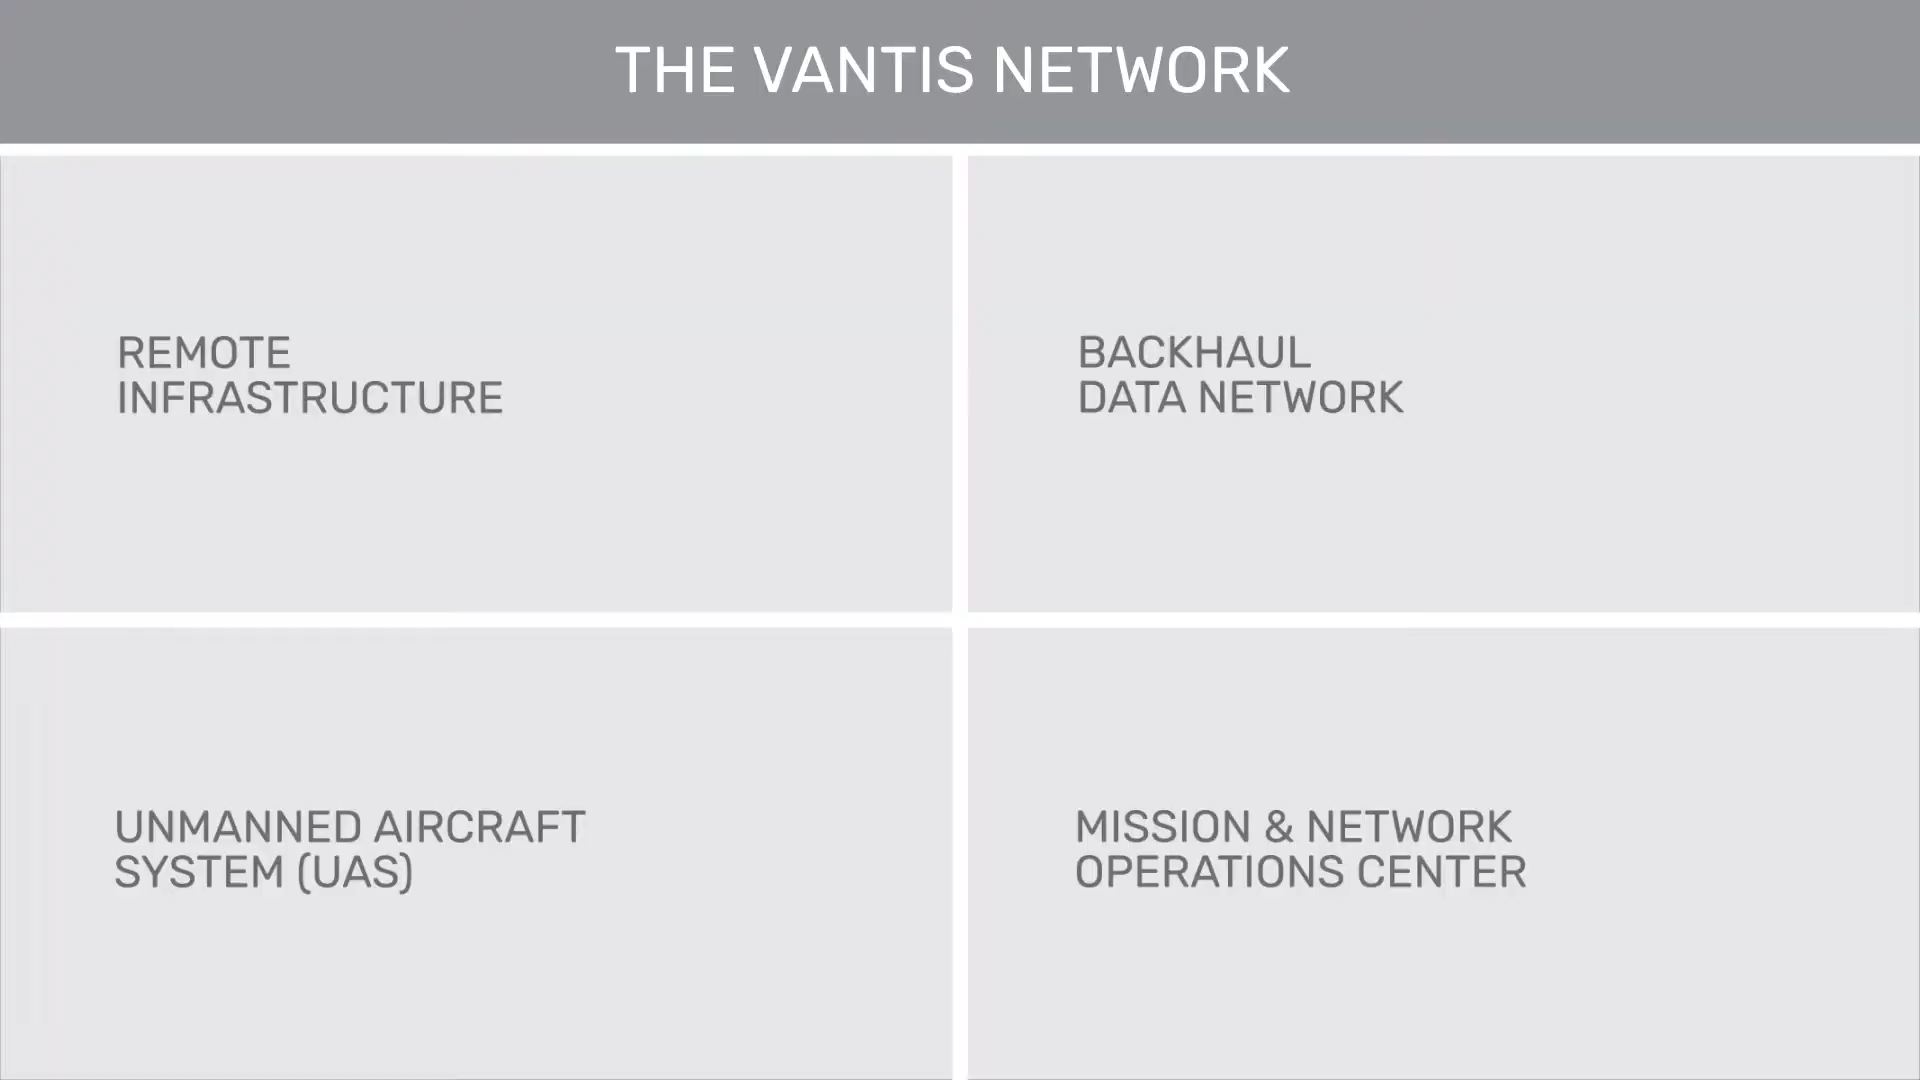 THE VANTIS NETWORK
REMOTE
INFRASTRUCTURE
BACKHAUL
DATA NETWORK
UNMANNED AIRCRAFT
SYSTEM (UAS)
MISSION & NETWORK
OPERATIONS CENTER